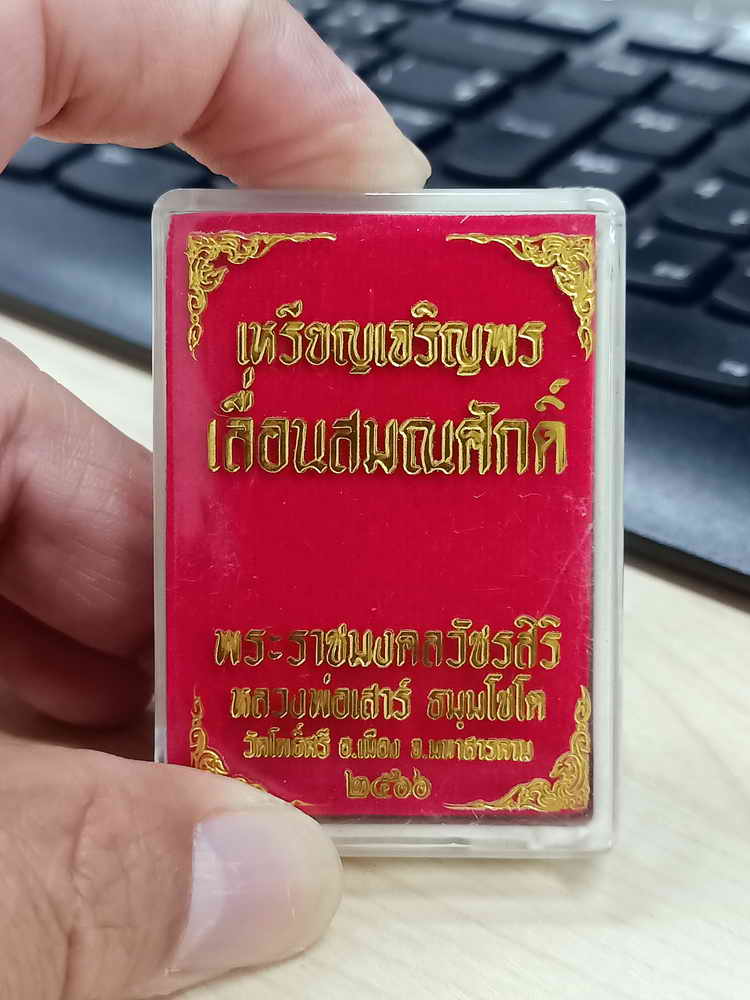 เหรียญเจริญพร
เลื่อนสมณศักดิ์
พระราชมงคลวัชรสิริ
หลวงพ่อเสาร์ ธมฺมโชโต
วัดโพธิ์ศรี อ.เมือง จ.มหาสารคาม
๒๕๖๖